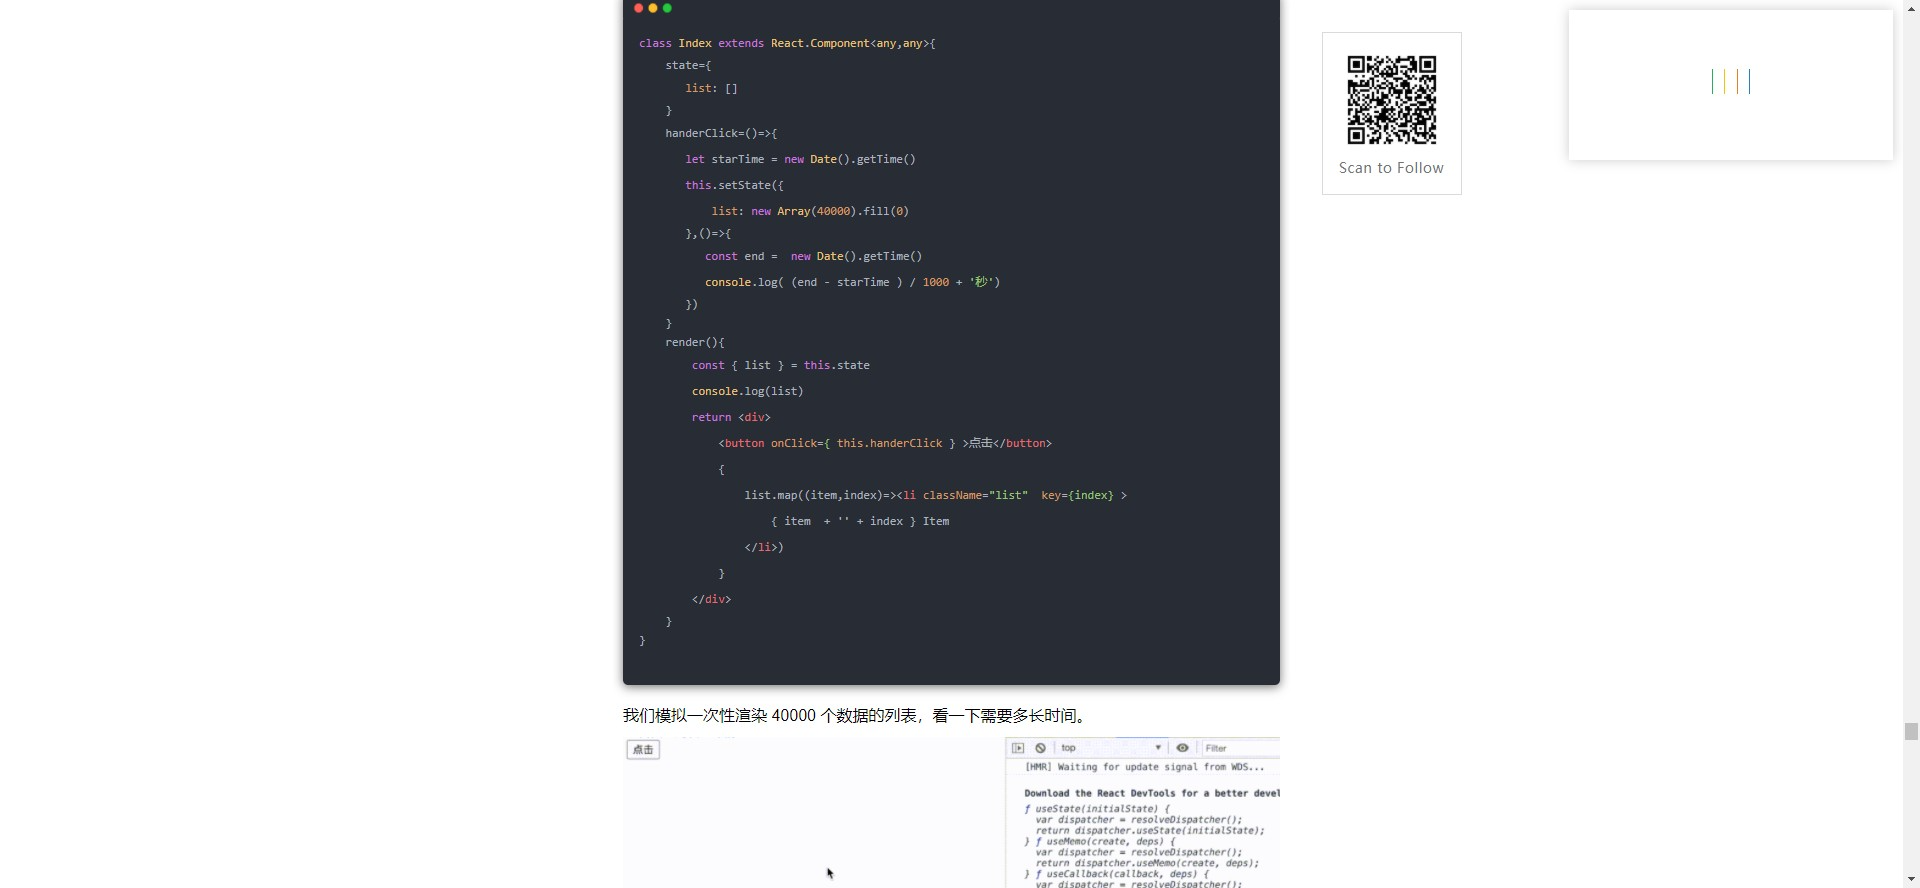 class Index extends React.Component<any,any>{
state={
list: []
}
handerClick=()=>{
let starTime = new Date().getTime()
this.setState({
list: new Array(40000).fill(0)
},()=>{
const end =  new Date().getTime()
console.log( (end - starTime ) / 1000 + '秒')
})
}
render(){
const { list } = this.state
console.log(list)
return <div>
<button onClick={ this.handerClick } >点击</button>
{
list.map((item,index)=><li className="list"  key={index} >
{ item  + '' + index } Item
</li>)
}
</div>
}
}
我们模拟一次性渲染 40000 个数据的列表，看一下需要多长时间。
点击
top
Filter
[HMR] Waiting for update signal from WDS...
Download the React DevTools for a better devel
ƒ useState(initialState) {
var dispatcher = resolveDispatcher();
return dispatcher.useState(initialState);
} ƒ useMemo(create, deps) {
var dispatcher = resolveDispatcher();
return dispatcher.useMemo(create, deps);
} ƒ useCallback(callback, deps) {
var dispatcher = resolveDispatcher();
Scan to Follow